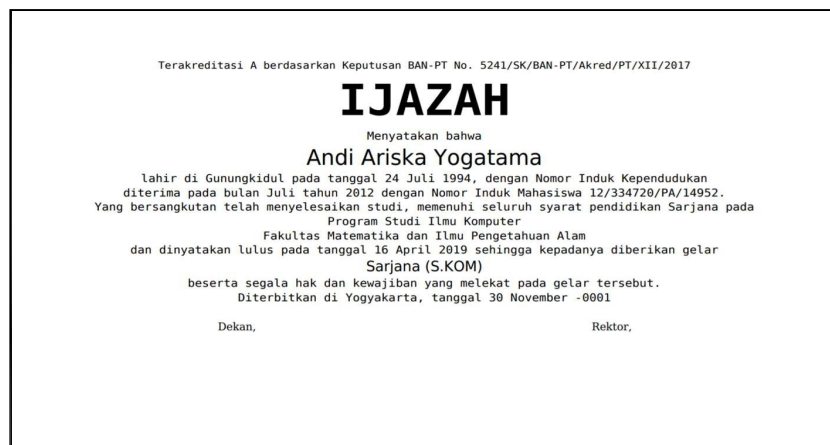 Terakreditasi A berdasarkan Keputusan BAN-PT No. 5241/SK/BAN-PT/Akred/PT/XII/2017
IJAZAH
Menyatakan bahwa
Andi Ariska Yogatama
lahir di Gunungkidul pada tanggal 24 Juli 1994, dengan Nomor Induk Kependudukan
diterima pada bulan Juli tahun 2012 dengan Nomor Induk Mahasiswa 12/334720/PA/14952.
Yang bersangkutan telah menyelesaikan studi, memenuhi seluruh syarat pendidikan Sarjana pada
Program Studi Ilmu Komputer
Fakultas Matematika dan Ilmu Pengetahuan Alam
dan dinyatakan lulus pada tanggal 16 April 2019 sehingga kepadanya diberikan gelar
Sarjana (S.KOM)
beserta segala hak dan kewajiban yang melekat pada gelar tersebut.
Diterbitkan di Yogyakarta, tanggal 30 November -0001
Dekan, Rektor,